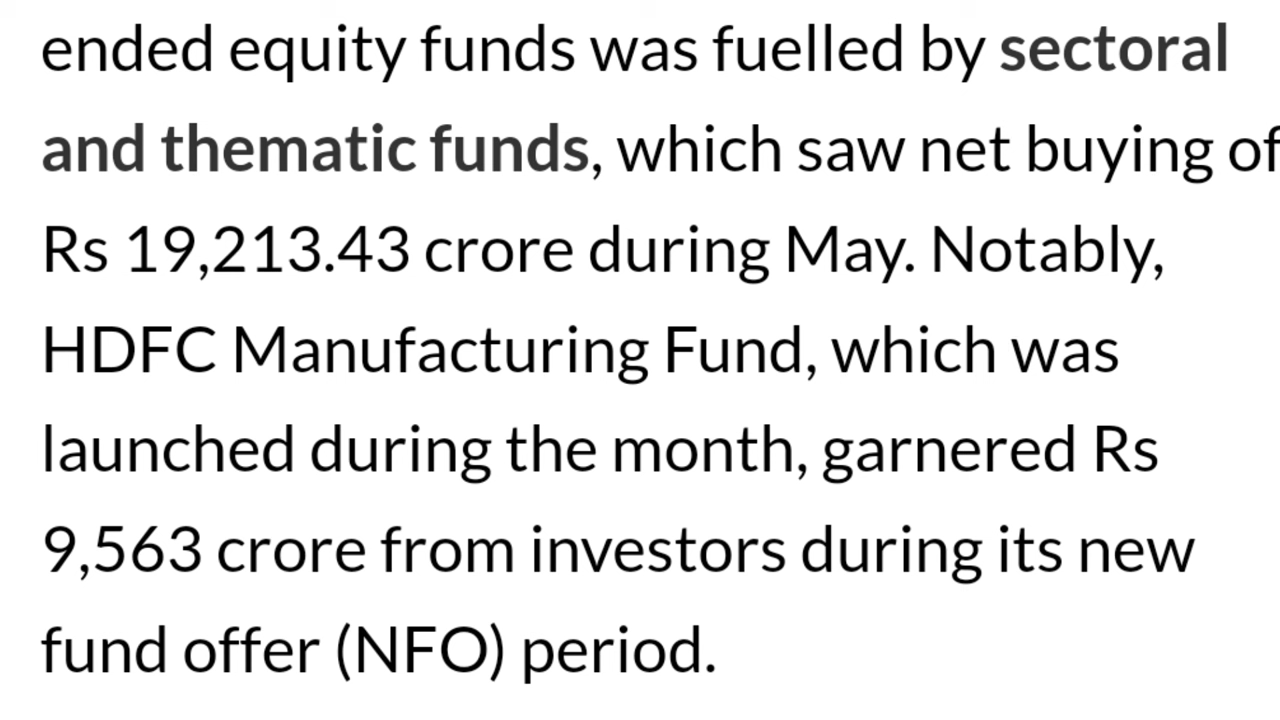 ended equity funds was fuelled by sectoral
and thematic funds, which saw net buying of
Rs 19,213.43 crore during May. Notably,
HDFC Manufacturing Fund, which was
launched during the month, garnered Rs
9,563 crore from investors during its new
fund offer (NFO) period.